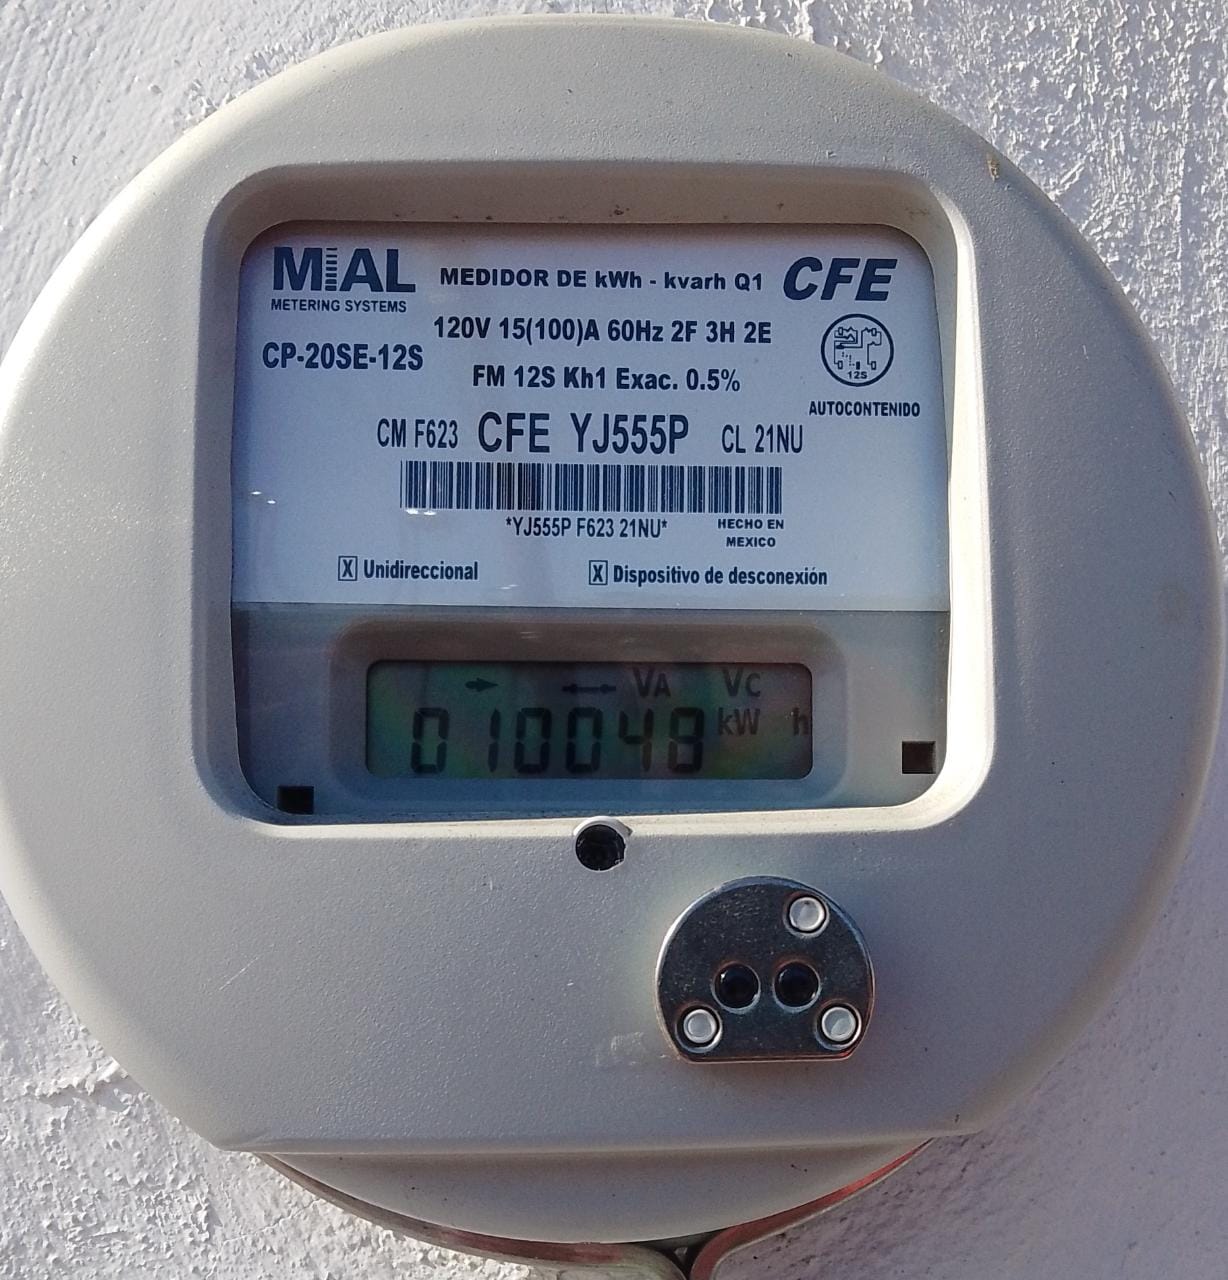 MIAL
METERING SYSTEMS
MEDIDOR DE kWh - kvarh Q1
CFE
120V 15(100)A 60Hz 2F 3H 2E
CP-20SE-12S
FM 12S Kh1 Exac. 0.5%
12S
AUTOCONTENIDO
CM F623 CFE YJ555P CL 21NU
*YJ555P F623 21NU*
HECHO EN
MEXICO
X Unidireccional
X Dispositivo de desconexión
VA VC
010048 kW h